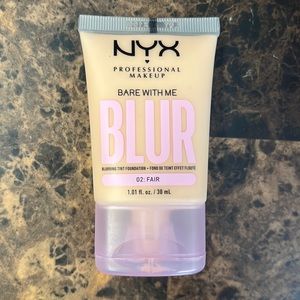 NYX
PROFESSIONAL
MAKEUP
BARE WITH ME
BLUR
BLURRING TINT FOUNDATION • FOND DE TEINT EFFET FLOUTÉ
02: FAIR
1.01 fl. oz. / 30 mL